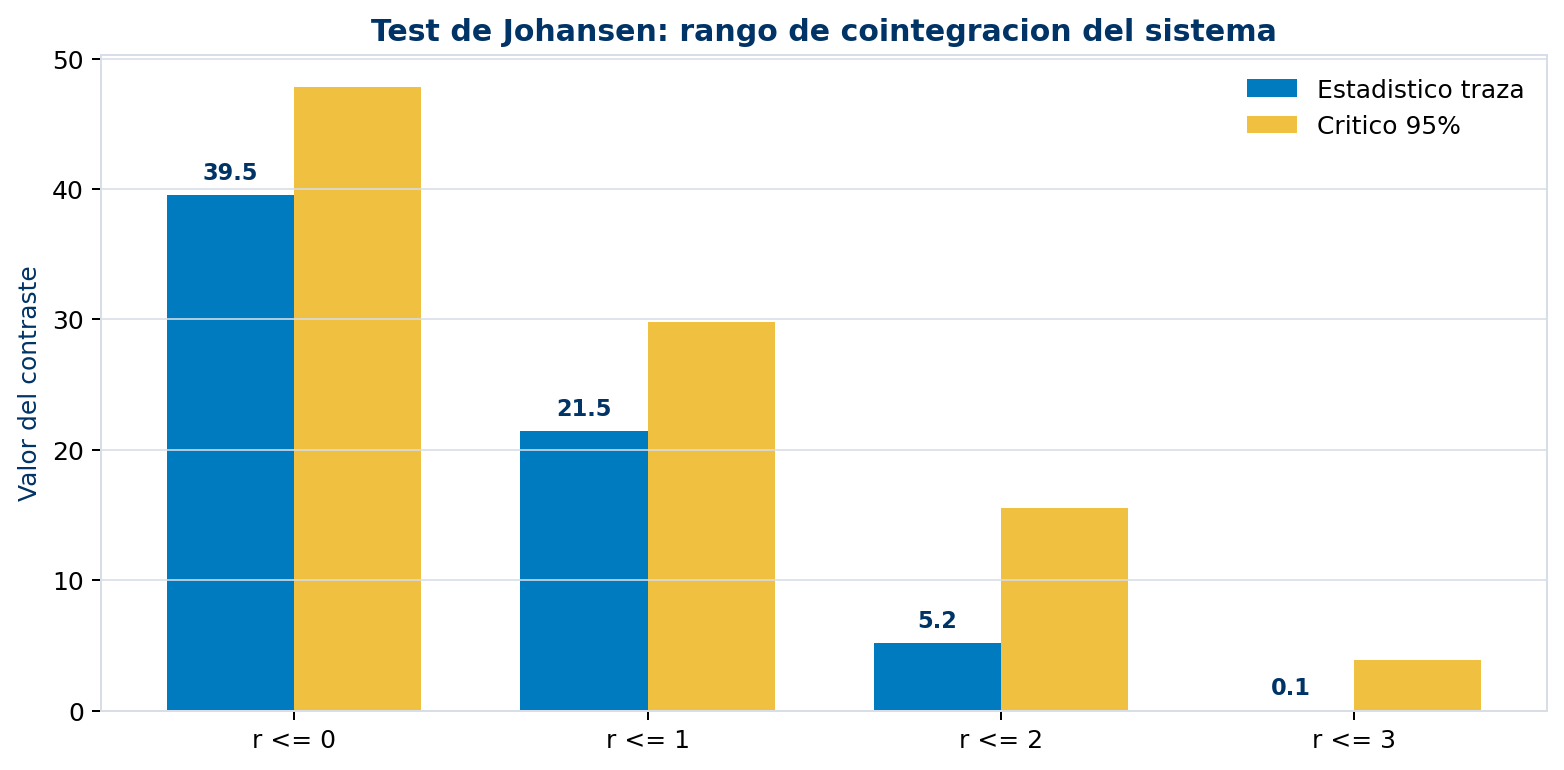 Test de Johansen: rango de cointegracion del sistema
Estadistico traza
Critico 95%
Valor del contraste
50
40
30
20
10
0
39.5
21.5
5.2
0.1
r <= 0
r <= 1
r <= 2
r <= 3